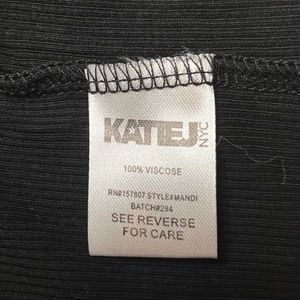 KATIEJ NYC
100% VISCOSE
RN#157807 STYLE#MANDI
BATCH#284
SEE REVERSE
FOR CARE